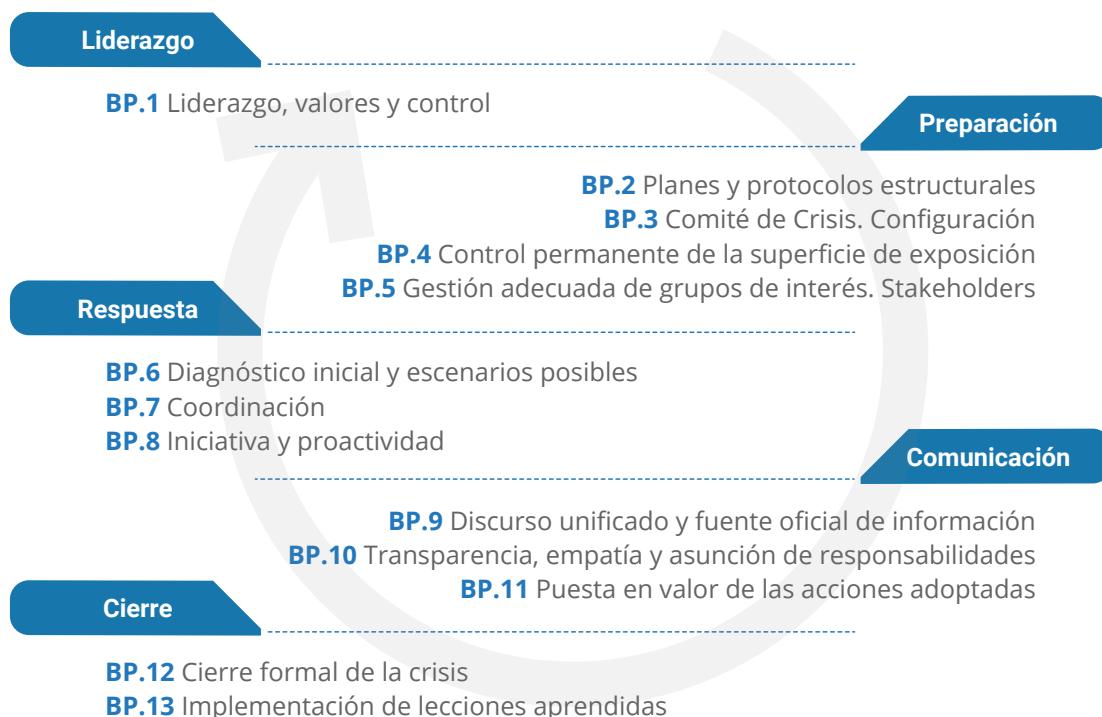 Liderazgo
BP.1 Liderazgo, valores y control
Preparación
BP.2 Planes y protocolos estructurales
BP.3 Comité de Crisis. Configuración
BP.4 Control permanente de la superficie de exposición
BP.5 Gestión adecuada de grupos de interés. Stakeholders
Respuesta
BP.6 Diagnóstico inicial y escenarios posibles
BP.7 Coordinación
BP.8 Iniciativa y proactividad
Comunicación
BP.9 Discurso unificado y fuente oficial de información
BP.10 Transparencia, empatía y asunción de responsabilidades
BP.11 Puesta en valor de las acciones adoptadas
Cierre
BP.12 Cierre formal de la crisis
BP.13 Implementación de lecciones aprendidas